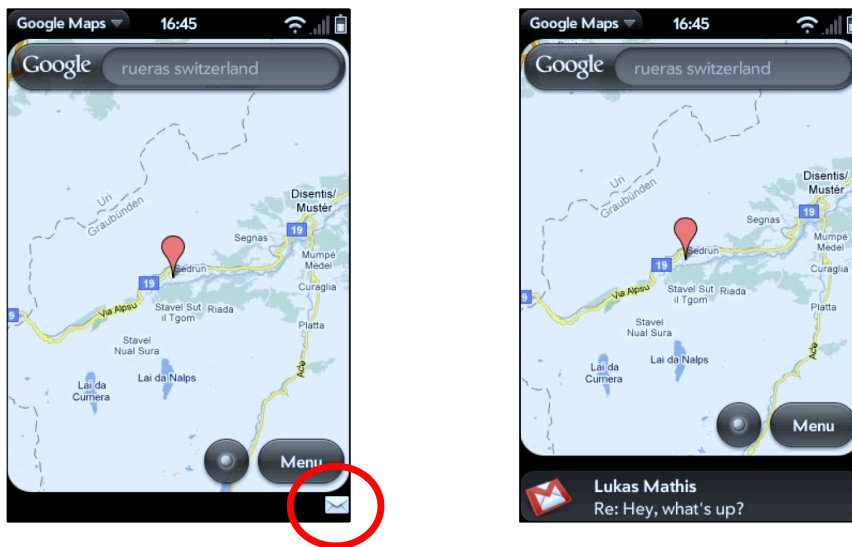 Google Maps 16:45
Google rueras switzerland
Uri
Graubünden
Disentis/
Mustér
19
Segnas
Mumpé
Medel
Sedrun
19
Curaglia
Via Alpsu
Stavel Sut
il Tgom
Riada
9
Platta
Stavel
Nual Sura
Lai da
Curnera
Lai da Nalps
Menu
Google Maps 16:45
Google rueras switzerland
Uri
Graubünden
Disentis/
Mustér
19
Segnas
Mumpé
Medel
Sedrun
19
Curaglia
Via Alpsu
Stavel Sut
il Tgom
Riada
9
Platta
Stavel
Nual Sura
Lai da
Curnera
Lai da Nalps
Menu
Lukas Mathis
Re: Hey, what's up?